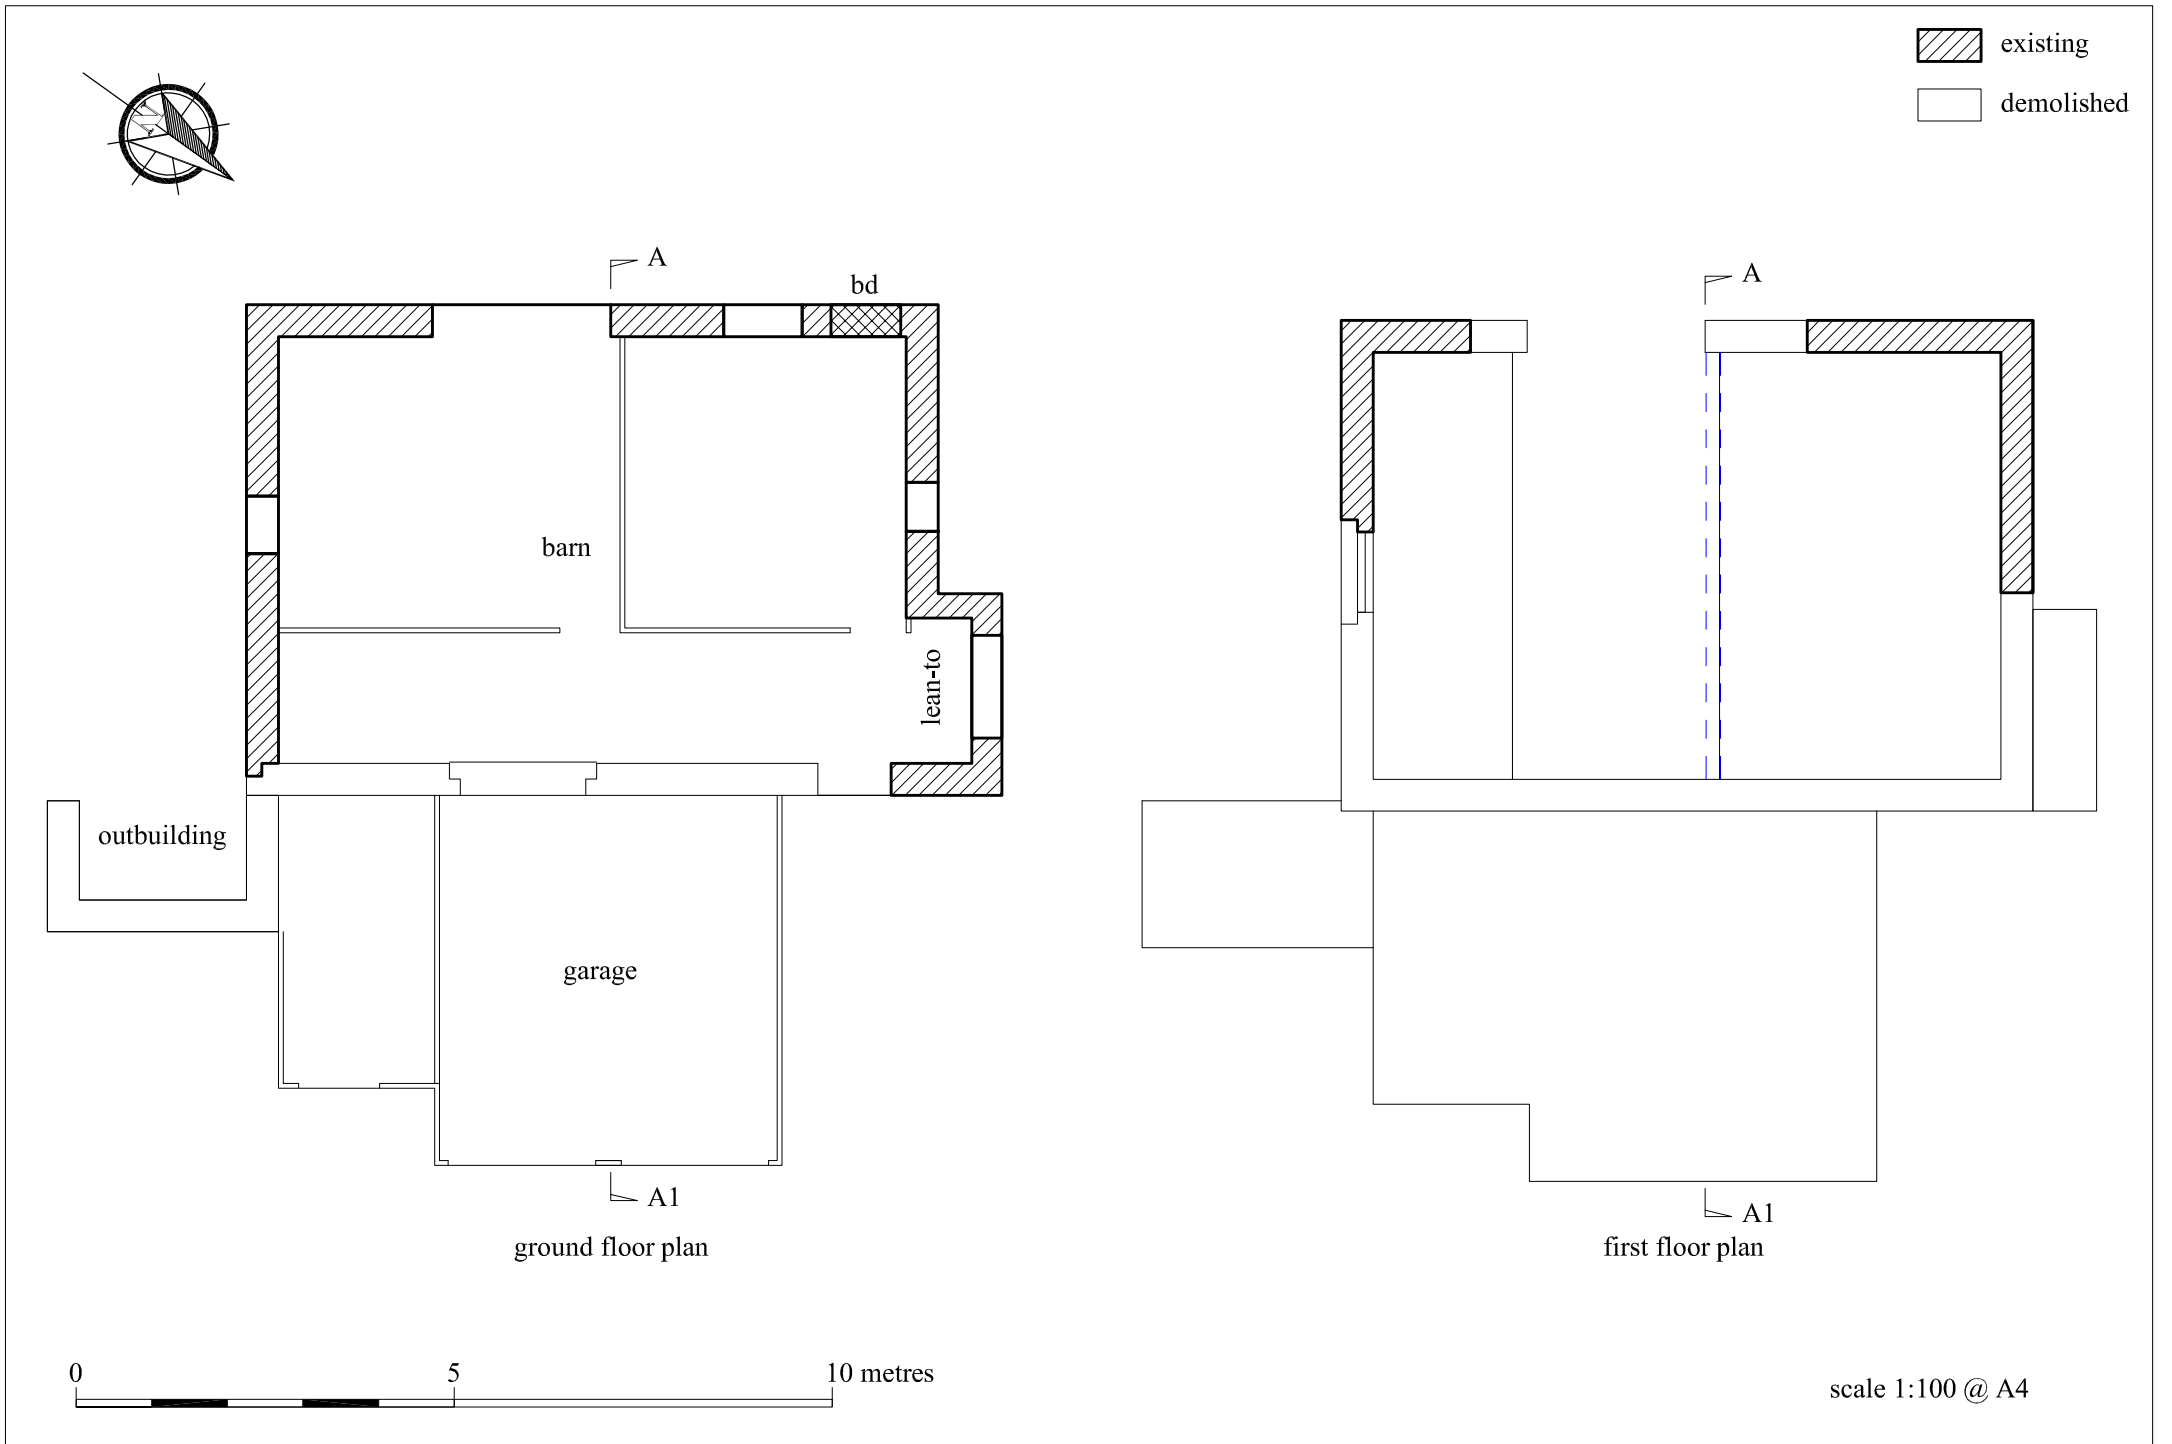 existing
demolished
N
A
bd
A
barn
lean-to
outbuilding
garage
A1
A1
ground floor plan
first floor plan
0 5 10 metres
scale 1:100 @ A4